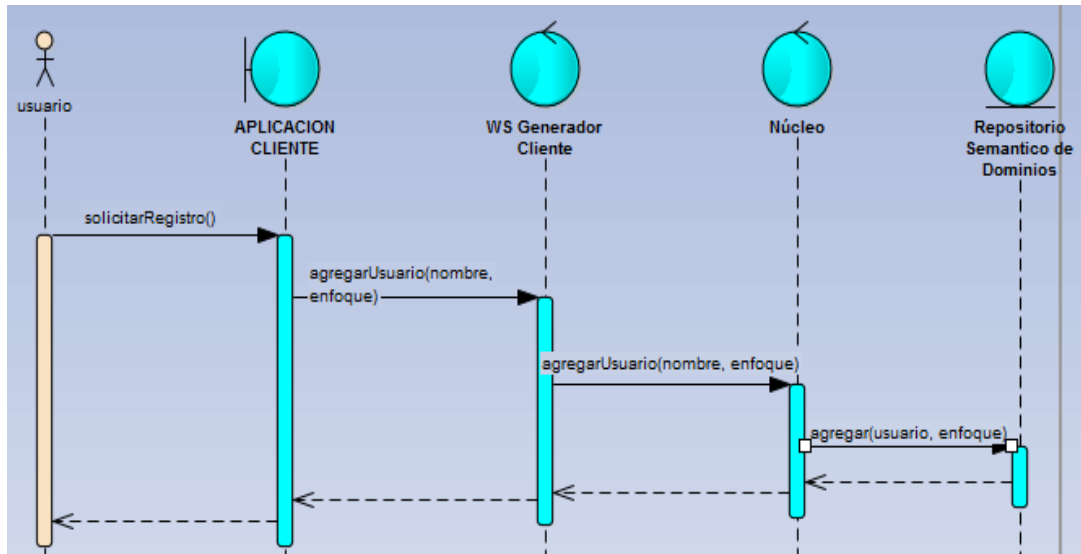 usuario
APLICACION
CLIENTE
WS Generador
Cliente
Núcleo
Repositorio
Semantico de
Dominios
solicitarRegistro()
agregarUsuario(nombre,
enfoque)
agregarUsuario(nombre, enfoque)
agregar(usuario, enfoque)